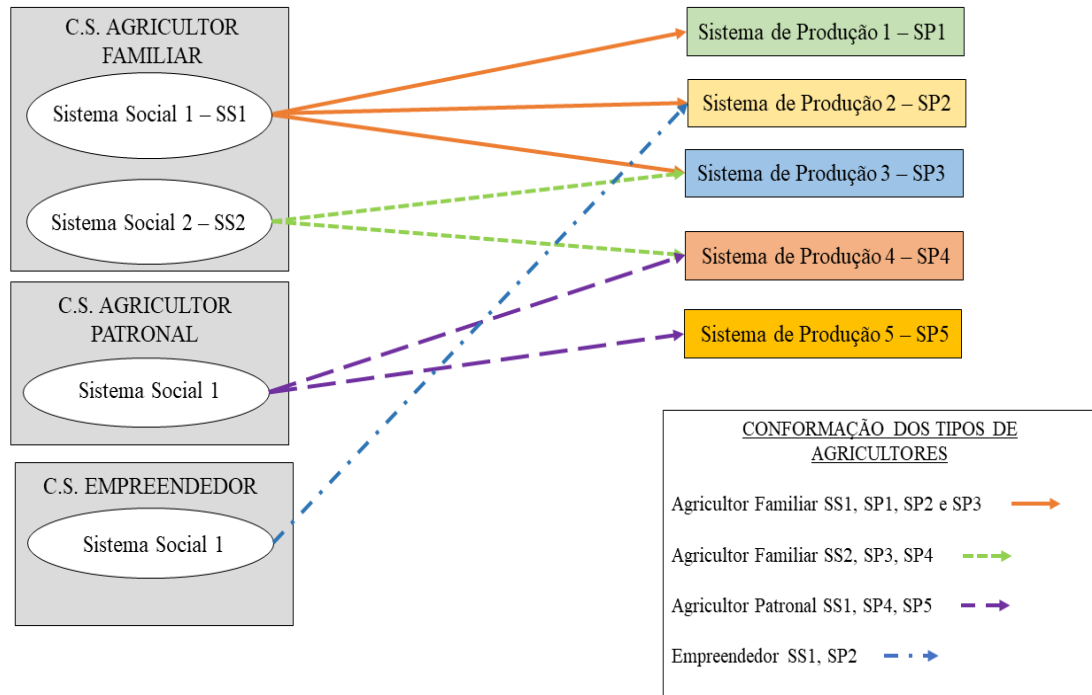 C.S. AGRICULTOR
FAMILIAR
Sistema Social 1 – SS1
Sistema Social 2 – SS2
C.S. AGRICULTOR
PATRONAL
Sistema Social 1
C.S. EMPREENDEDOR
Sistema Social 1
Sistema de Produção 1 – SP1
Sistema de Produção 2 – SP2
Sistema de Produção 3 – SP3
Sistema de Produção 4 – SP4
Sistema de Produção 5 – SP5
CONFORMAÇÃO DOS TIPOS DE
AGRICULTORES
Agricultor Familiar SS1, SP1, SP2 e SP3
Agricultor Familiar SS2, SP3, SP4
Agricultor Patronal SS1, SP4, SP5
Empreendedor SS1, SP2